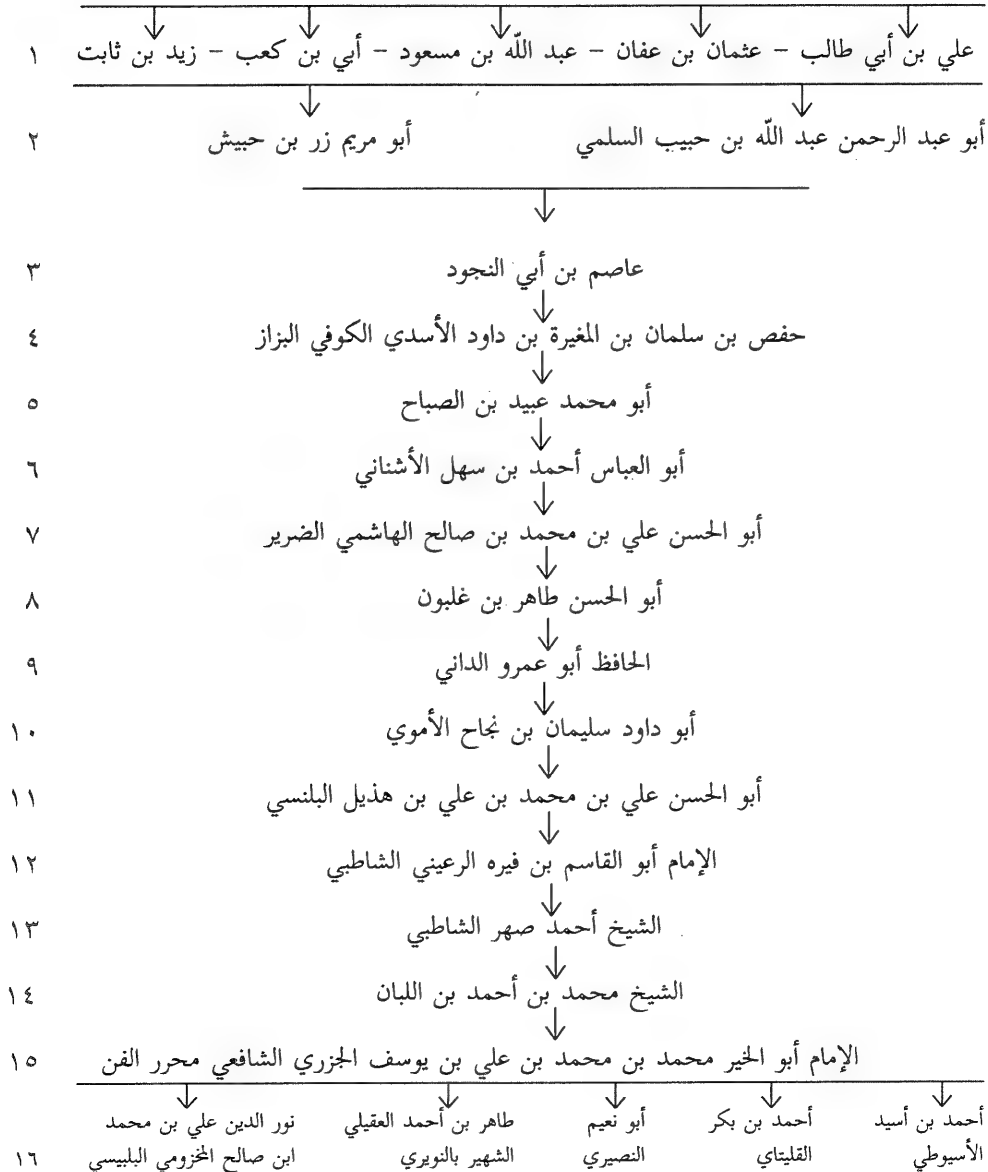 علي بن أبي طالب – عثمان بن عفان – عبد اللّه بن مسعود – أبي بن كعب – زيد بن ثابت ١
أبو عبد الرحمن عبد اللّه بن حبيب السلمي أبو مريم زر بن حبيش ٢
عاصم بن أبي النجود ٣
حفص بن سلمان بن المغيرة بن داود الأسدي الكوفي البزاز ٤
أبو محمد عبيد بن الصباح ٥
أبو العباس أحمد بن سهل الأشناني ٦
أبو الحسن علي بن محمد بن صالح الهاشمي الضرير ٧
أبو الحسن طاهر بن غلبون ٨
الحافظ أبو عمرو الداني ٩
أبو داود سليمان بن نجاح الأموي ١٠
أبو الحسن علي بن محمد بن علي بن هذيل البلنسي ١١
الإمام أبو القاسم بن فيره الرعيني الشاطبي ١٢
الشيخ أحمد صهر الشاطبي ١٣
الشيخ محمد بن أحمد بن اللبان ١٤
الإمام أبو الخير محمد بن محمد بن علي بن يوسف الجزري الشافعي محرر الفن ١٥
أحمد بن أسيد أحمد بن بكر أبو نعيم طاهر بن أحمد العقيلي نور الدين علي بن محمد
الأسيوطي القليتاي النصيري الشهير بالنويري ابن صالح المخزومي البلبيسي ١٦